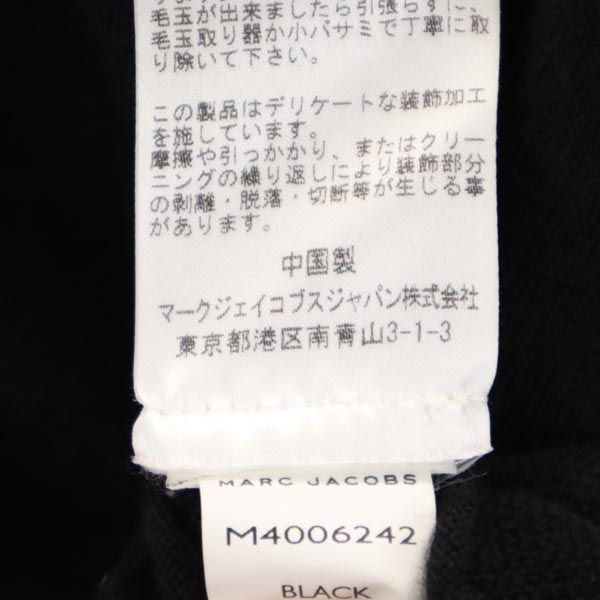 毛玉が出来ましたら引張らずに、
毛玉取り器か小バサミで丁寧に取
り除いて下さい。
この製品はデリケートな装飾加工
を施しています。
摩擦や引っかかり、またはクリー
ニングの繰り返しにより装飾部分
の剥離・脱落・切断等が生じる事
があります。
中国製
マークジェイコブスジャパン株式会社
東京都港区南青山3-1-3
MARC JACOBS
M4006242
BLACK